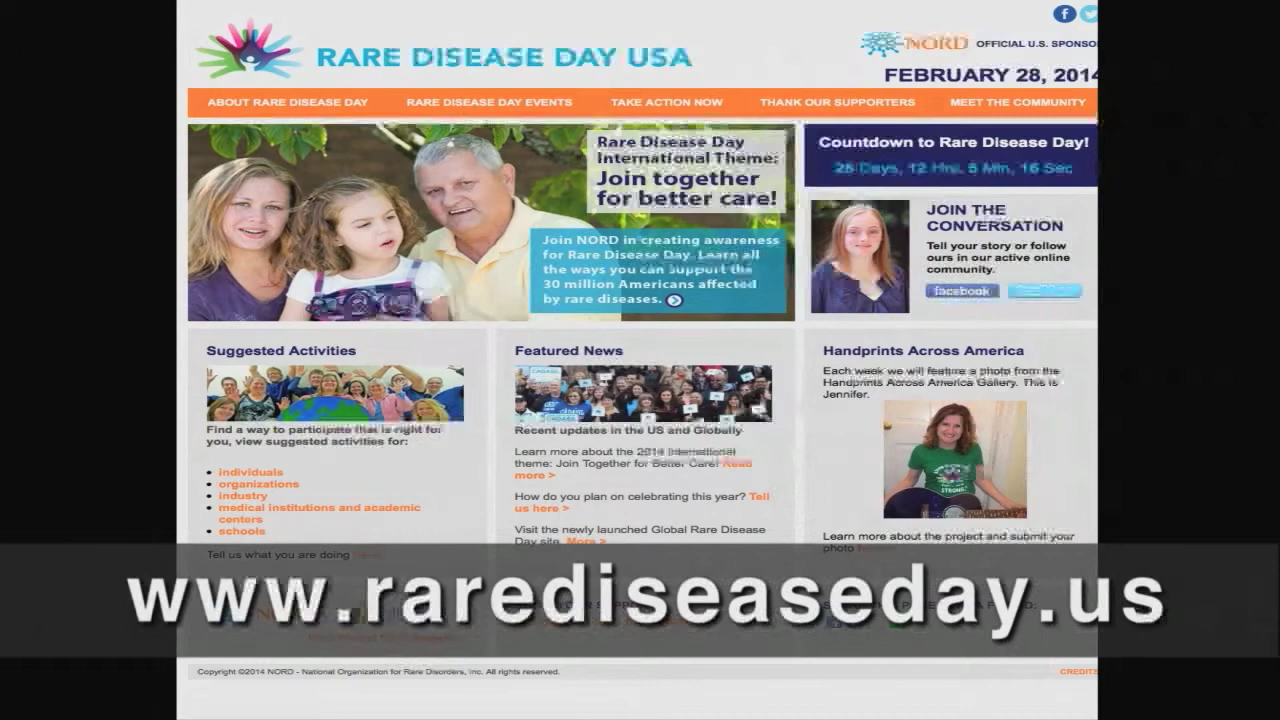 RARE DISEASE DAY USA
NORD OFFICIAL U.S. SPONSO
FEBRUARY 28, 2014
ABOUT RARE DISEASE DAY RARE DISEASE DAY EVENTS TAKE ACTION NOW THANK OUR SUPPORTERS MEET THE COMMUNITY
Rare Disease Day
International Theme:
Join together
for better care!
Join NORD in creating awareness
for Rare Disease Day. Learn all
the ways you can support the
30 million Americans affected
by rare diseases.
Countdown to Rare Disease Day!
Days, 12 Hrs. 5 Min, 16 Sec
JOIN THE
CONVERSATION
Tell your story or follow
ours in our active online
community.
facebook
Suggested Activities
Find a way to participate that is right for
you, view suggested activities for:
individuals
organizations
industry
medical institutions and academic
centers
schools
Tell us what you are doing
Featured News
Recent updates in the US and Globally
Learn more about the 2014 International
theme: Join Together for Better Care! Read
more >
How do you plan on celebrating this year? Tell
us here >
Visit the newly launched Global Rare Disease
Day site. More >
Handprints Across America
Each week we will feature a photo from the
Handprints Across America Gallery. This is
Jennifer.
Learn more about the project and submit your
photo
www.rarediseaseday.us
Copyright ©2014 NORD - National Organization for Rare Disorders, Inc. All rights reserved.
CREDITS